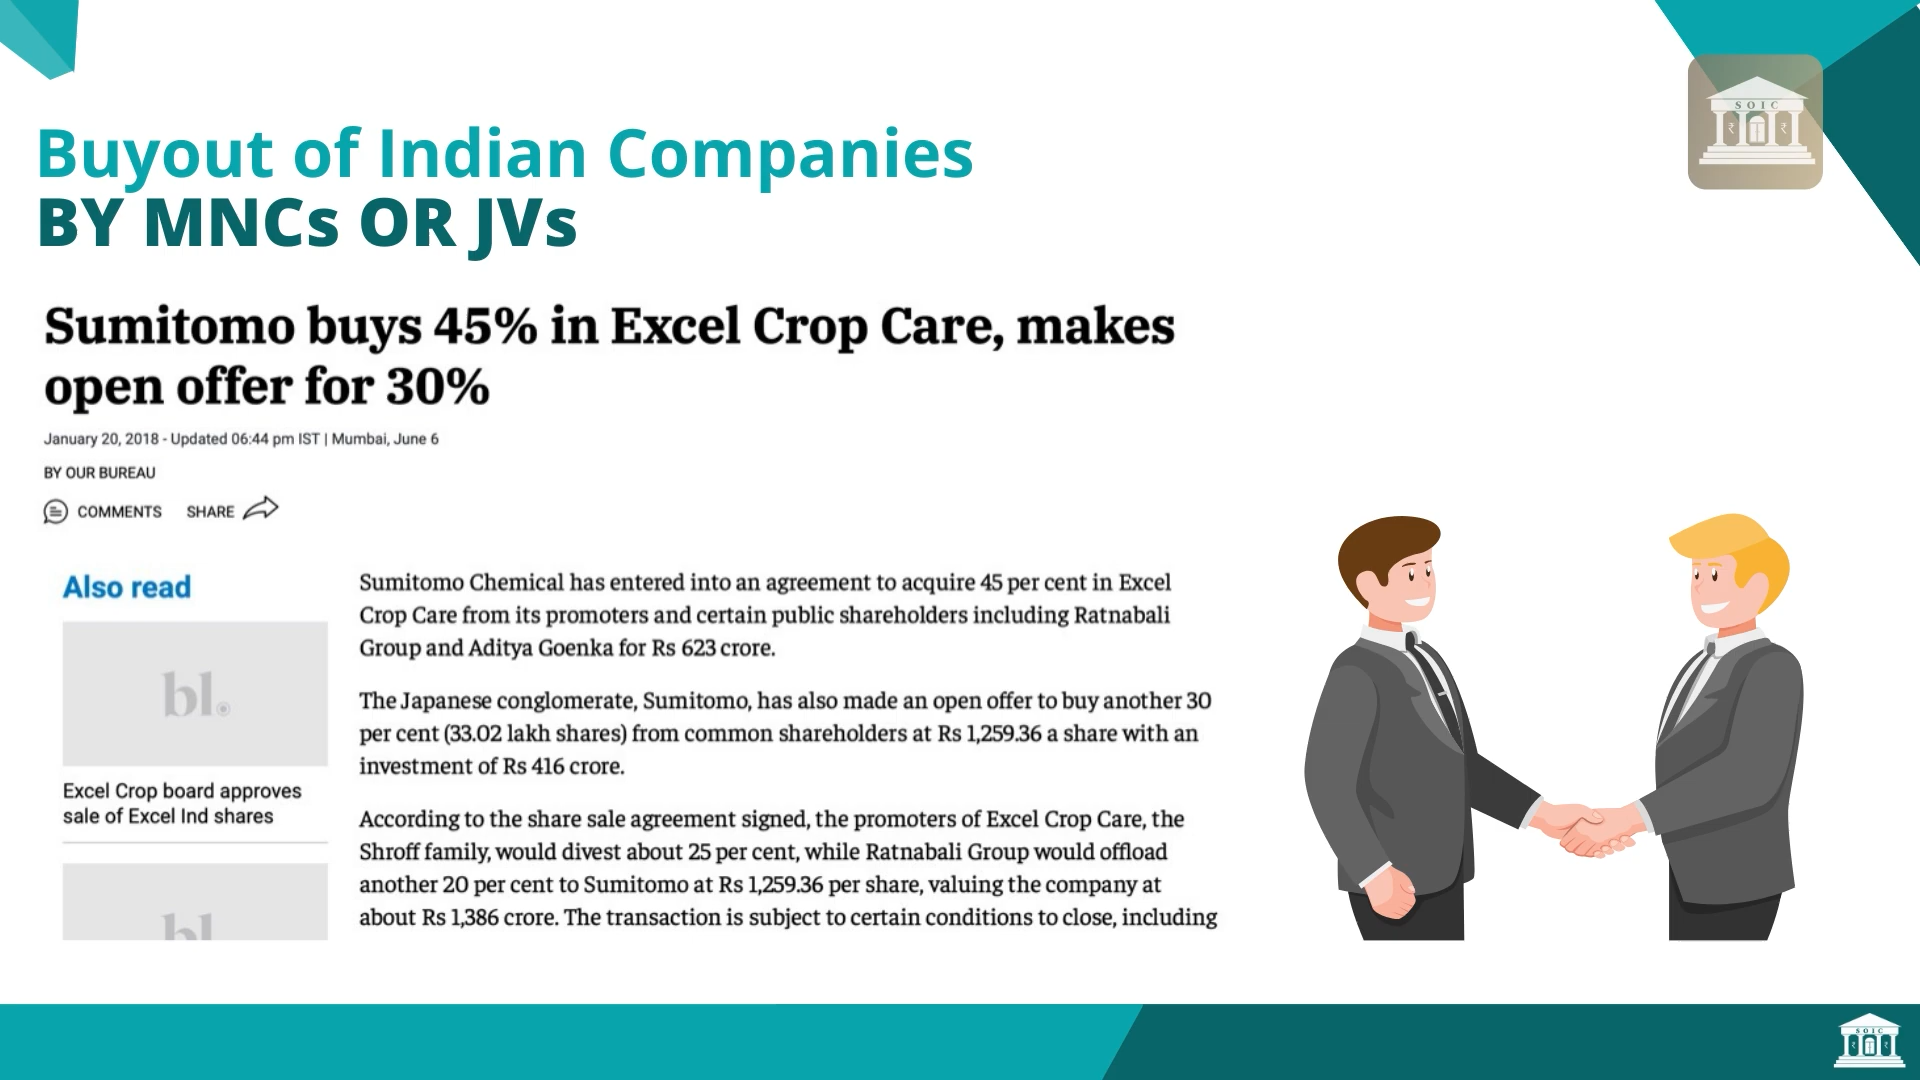 SOIC
Buyout of Indian Companies
BY MNCs OR JVs
Sumitomo buys 45% in Excel Crop Care, makes
open offer for 30%
January 20, 2018 - Updated 06:44 pm IST | Mumbai, June 6
BY OUR BUREAU
COMMENTS SHARE
Also read
bl.
Excel Crop board approves
sale of Excel Ind shares
bl
Sumitomo Chemical has entered into an agreement to acquire 45 per cent in Excel
Crop Care from its promoters and certain public shareholders including Ratnabali
Group and Aditya Goenka for Rs 623 crore.
The Japanese conglomerate, Sumitomo, has also made an open offer to buy another 30
per cent (33.02 lakh shares) from common shareholders at Rs 1,259.36 a share with an
investment of Rs 416 crore.
According to the share sale agreement signed, the promoters of Excel Crop Care, the
Shroff family, would divest about 25 per cent, while Ratnabali Group would offload
another 20 per cent to Sumitomo at Rs 1,259.36 per share, valuing the company at
about Rs 1,386 crore. The transaction is subject to certain conditions to close, including
SOIC